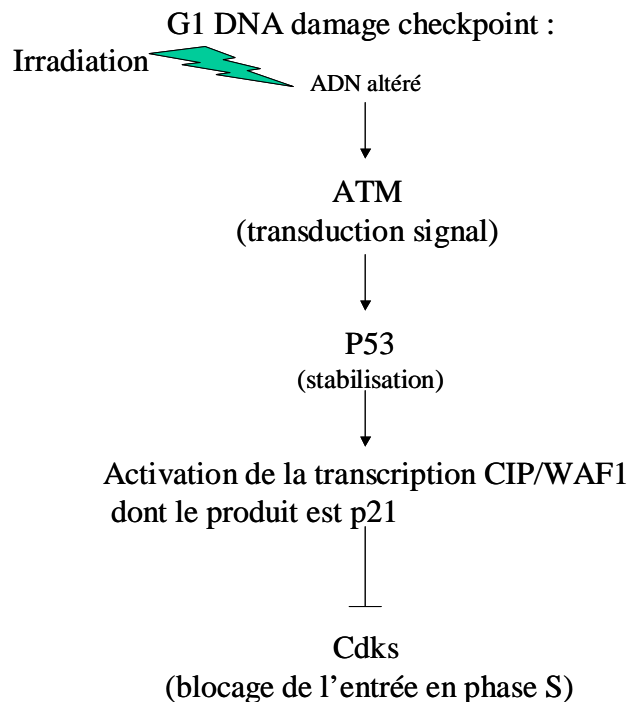 G1 DNA damage checkpoint :
Irradiation
ADN altéré
ATM
(transduction signal)
P53
(stabilisation)
Activation de la transcription CIP/WAF1
dont le produit est p21
Cdks
(blocage de l'entrée en phase S)